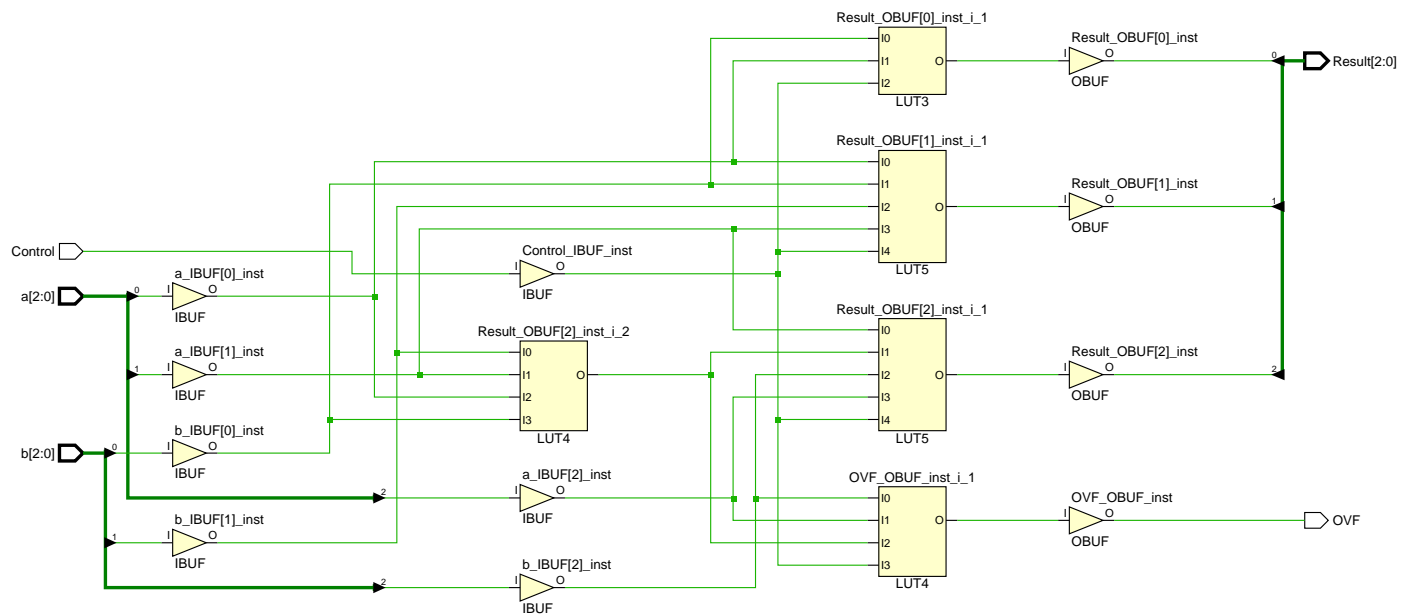 Result_OBUF[0]_inst_i_1
I0
I1
I2
O
LUT3
Result_OBUF[0]_inst
I
O
OBUF
0
Result[2:0]
Result_OBUF[1]_inst_i_1
I0
I1
I2
I3
I4
O
LUT5
Result_OBUF[1]_inst
I
O
OBUF
1
Control
Control_IBUF_inst
I
O
IBUF
a[2:0]
0
a_IBUF[0]_inst
I
O
IBUF
Result_OBUF[2]_inst_i_2
I0
I1
I2
I3
O
LUT4
Result_OBUF[2]_inst_i_1
I0
I1
I2
I3
I4
O
LUT5
Result_OBUF[2]_inst
I
O
OBUF
2
1
a_IBUF[1]_inst
I
O
IBUF
b[2:0]
0
b_IBUF[0]_inst
I
O
IBUF
2
a_IBUF[2]_inst
I
O
IBUF
OVF_OBUF_inst_i_1
I0
I1
I2
I3
O
LUT4
OVF_OBUF_inst
I
O
OBUF
OVF
1
b_IBUF[1]_inst
I
O
IBUF
2
b_IBUF[2]_inst
I
O
IBUF